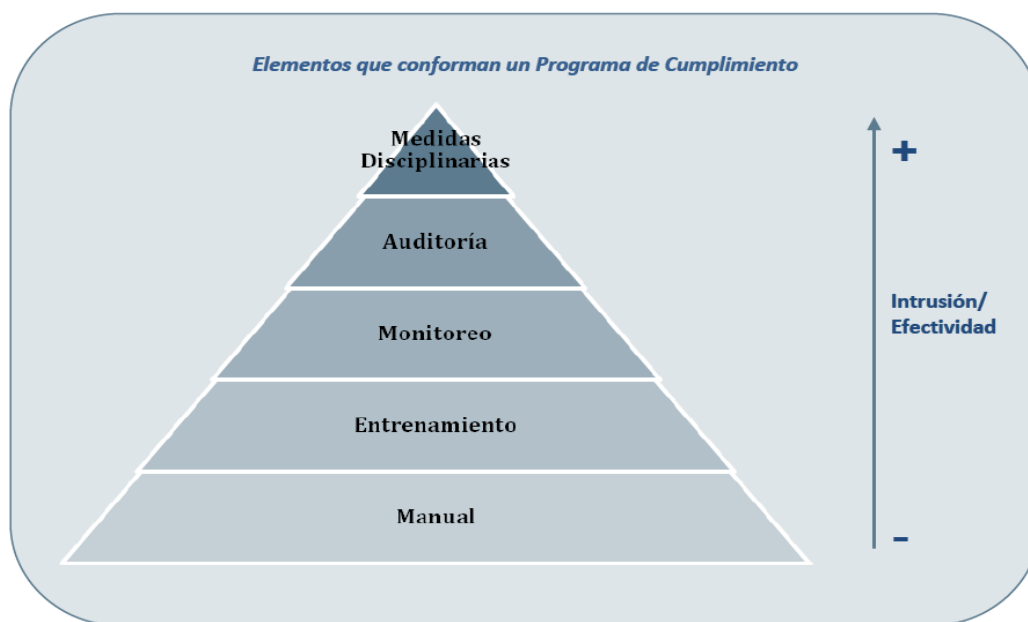 Elementos que conforman un Programa de Cumplimiento
Medidas
Disciplinarias
Auditoría
Monitoreo
Entrenamiento
Manual
+
Intrusión/
Efectividad
-